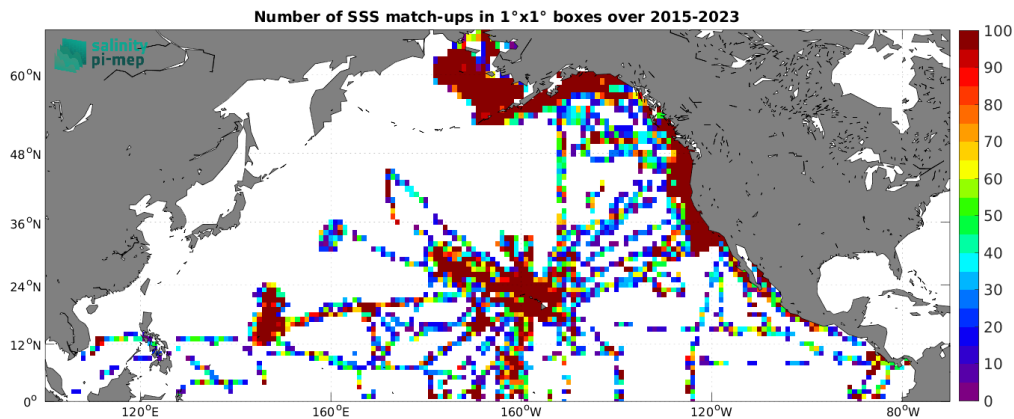 Number of SSS match-ups in 1°x1° boxes over 2015-2023
salinity
pi-mep
60°N
48°N
36°N
24°N
12°N
0°
120°E
160°E
160°W
120°W
80°W
100
90
80
70
60
50
40
30
20
10
0